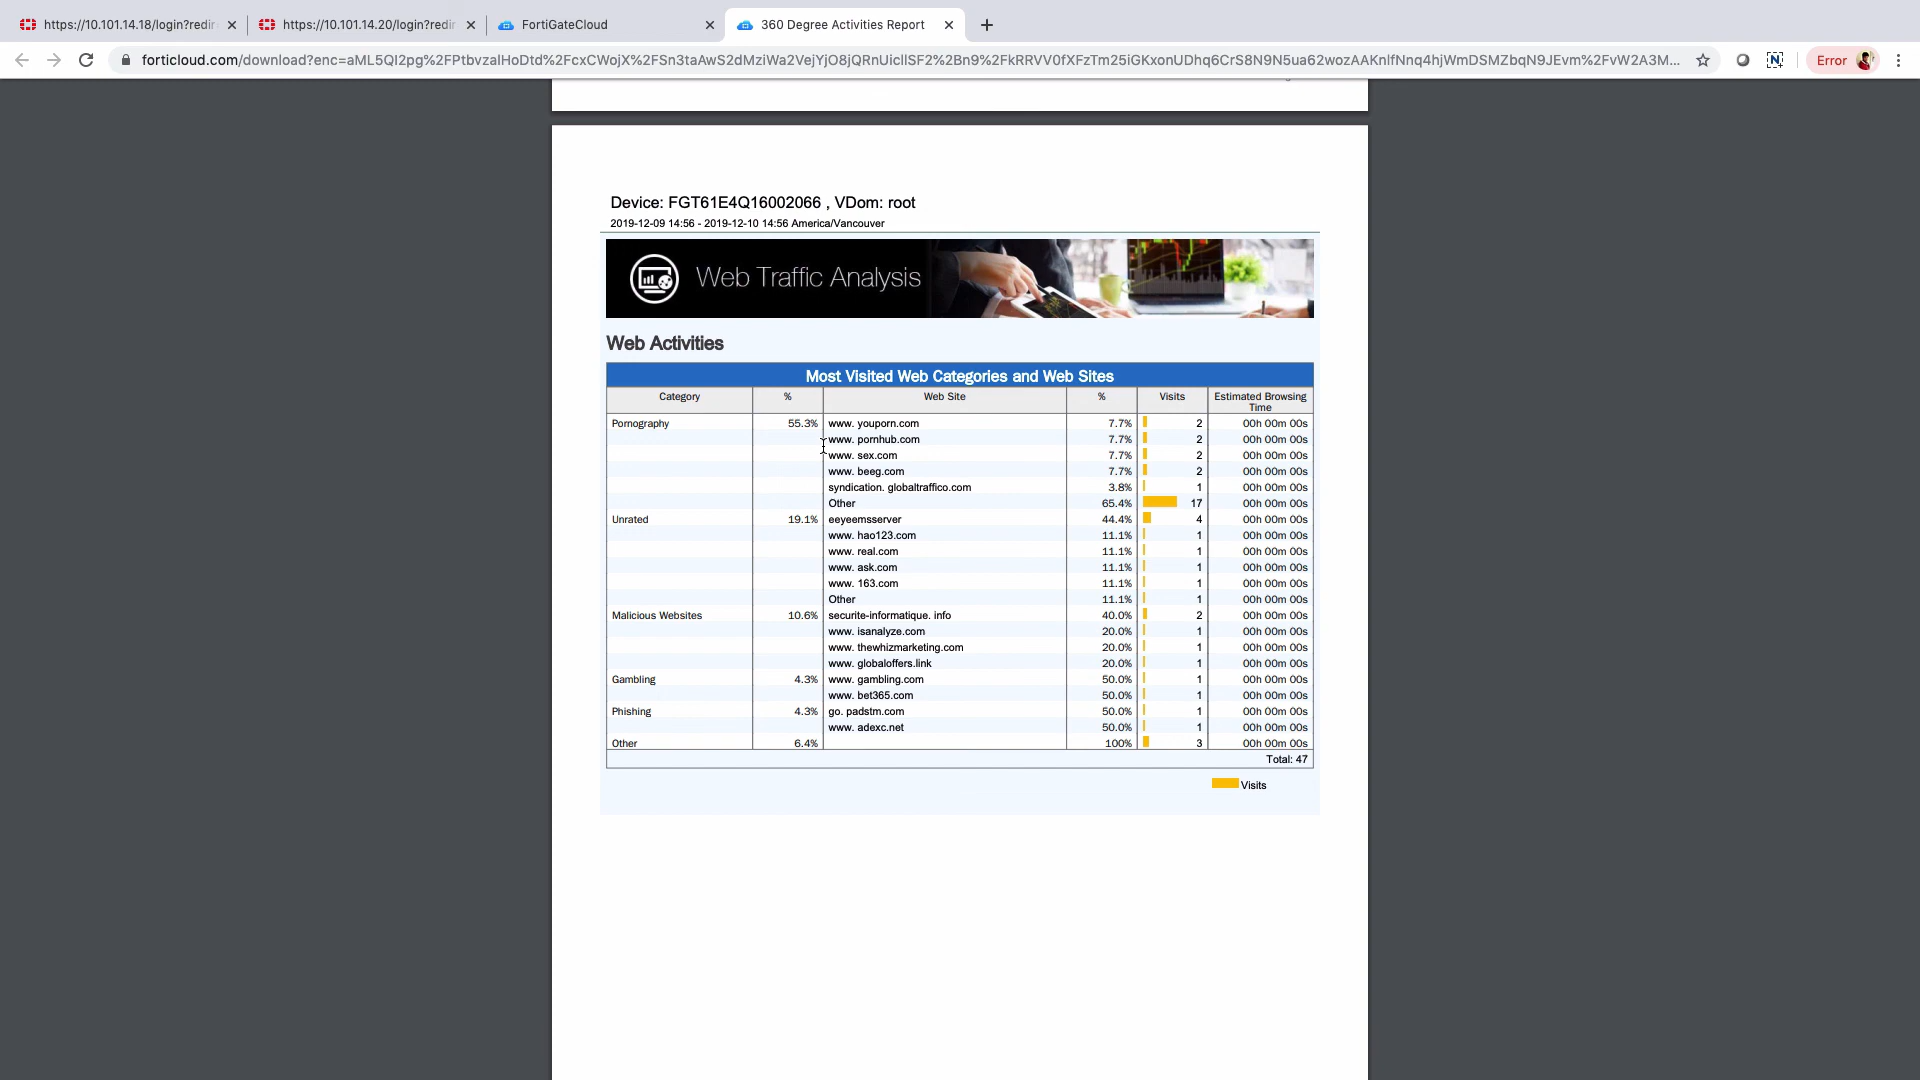 https://10.101.14.18/login?redir
https://10.101.14.20/login?redir
FortiGateCloud
360 Degree Activities Report
Error
Device: FGT61E4Q16002066 , VDom: root
2019-12-09 14:56 - 2019-12-10 14:56 America/Vancouver
Web Traffic Analysis
Web Activities
Most Visited Web Categories and Web Sites
Category % Web Site % Visits Estimated Browsing Time
Pornography 55.3% www. youporn.com 7.7% 2 00h 00m 00s
www. pornhub.com 7.7% 2 00h 00m 00s
www. sex.com 7.7% 2 00h 00m 00s
www. beeg.com 7.7% 2 00h 00m 00s
syndication. globaltraffico.com 3.8% 1 00h 00m 00s
Other 65.4% 17 00h 00m 00s
Unrated 19.1% eeyeemsserver 44.4% 4 00h 00m 00s
www. hao123.com 11.1% 1 00h 00m 00s
www. real.com 11.1% 1 00h 00m 00s
www. ask.com 11.1% 1 00h 00m 00s
www. 163.com 11.1% 1 00h 00m 00s
Other 11.1% 1 00h 00m 00s
Malicious Websites 10.6% securite-informatique. info 40.0% 2 00h 00m 00s
www. isanalyze.com 20.0% 1 00h 00m 00s
www. thewhizmarketing.com 20.0% 1 00h 00m 00s
www. globaloffers.link 20.0% 1 00h 00m 00s
Gambling 4.3% www. gambling.com 50.0% 1 00h 00m 00s
www. bet365.com 50.0% 1 00h 00m 00s
Phishing 4.3% go. padstm.com 50.0% 1 00h 00m 00s
www. adexc.net 50.0% 1 00h 00m 00s
Other 6.4% 100% 3 00h 00m 00s
Total: 47
Visits